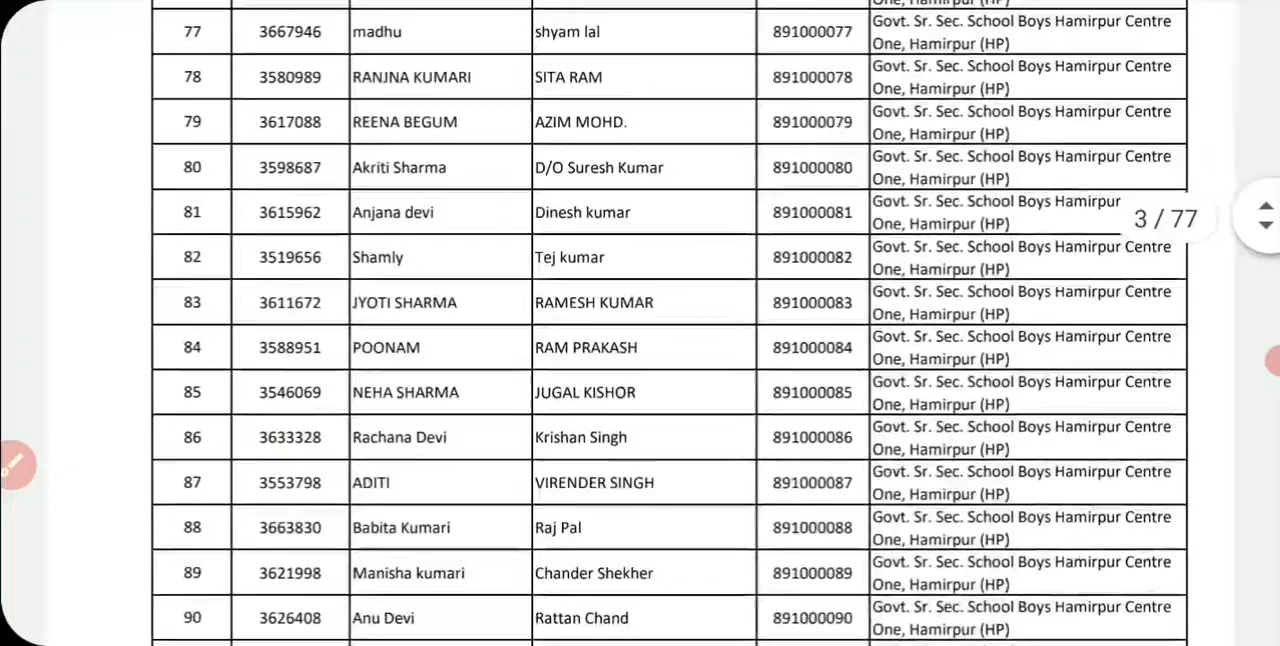 One, Hamirpur (HP)
77 3667946 madhu shyam lal 891000077 Govt. Sr. Sec. School Boys Hamirpur Centre
One, Hamirpur (HP)
78 3580989 RANJNA KUMARI SITA RAM 891000078 Govt. Sr. Sec. School Boys Hamirpur Centre
One, Hamirpur (HP)
79 3617088 REENA BEGUM AZIM MOHD. 891000079 Govt. Sr. Sec. School Boys Hamirpur Centre
One, Hamirpur (HP)
80 3598687 Akriti Sharma D/O Suresh Kumar 891000080 Govt. Sr. Sec. School Boys Hamirpur Centre
One, Hamirpur (HP)
81 3615962 Anjana devi Dinesh kumar 891000081 Govt. Sr. Sec. School Boys Hamirpur
One, Hamirpur (HP)
3 / 77
82 3519656 Shamly Tej kumar 891000082 Govt. Sr. Sec. School Boys Hamirpur Centre
One, Hamirpur (HP)
83 3611672 JYOTI SHARMA RAMESH KUMAR 891000083 Govt. Sr. Sec. School Boys Hamirpur Centre
One, Hamirpur (HP)
84 3588951 POONAM RAM PRAKASH 891000084 Govt. Sr. Sec. School Boys Hamirpur Centre
One, Hamirpur (HP)
85 3546069 NEHA SHARMA JUGAL KISHOR 891000085 Govt. Sr. Sec. School Boys Hamirpur Centre
One, Hamirpur (HP)
86 3633328 Rachana Devi Krishan Singh 891000086 Govt. Sr. Sec. School Boys Hamirpur Centre
One, Hamirpur (HP)
87 3553798 ADITI VIRENDER SINGH 891000087 Govt. Sr. Sec. School Boys Hamirpur Centre
One, Hamirpur (HP)
88 3663830 Babita Kumari Raj Pal 891000088 Govt. Sr. Sec. School Boys Hamirpur Centre
One, Hamirpur (HP)
89 3621998 Manisha kumari Chander Shekher 891000089 Govt. Sr. Sec. School Boys Hamirpur Centre
One, Hamirpur (HP)
90 3626408 Anu Devi Rattan Chand 891000090 Govt. Sr. Sec. School Boys Hamirpur Centre
One, Hamirpur (HP)